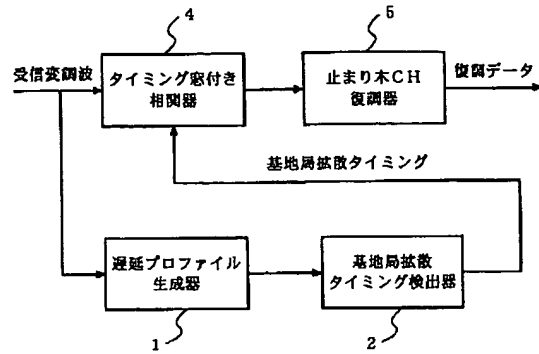 4
5
受信変調波
タイミング窓付き
相関器
止まり木CH
復調器
復調データ
基地局拡散タイミング
遅延プロファイル
生成器
基地局拡散
タイミング検出器
1
2